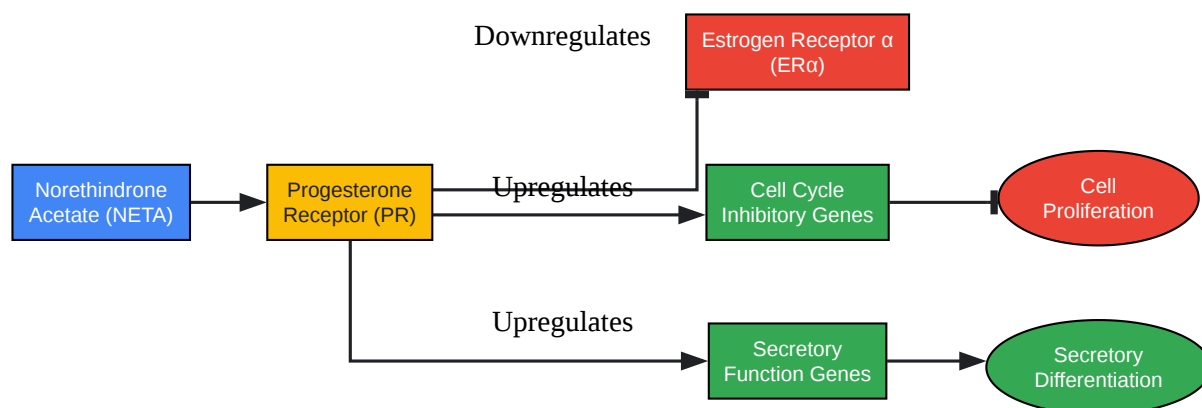 Downregulates
Estrogen Receptor α
(ERα)
Norethindrone
Acetate (NETA)
Progesterone
Receptor (PR)
Upregulates
Cell Cycle
Inhibitory Genes
Cell
Proliferation
Upregulates
Secretory
Function Genes
Secretory
Differentiation